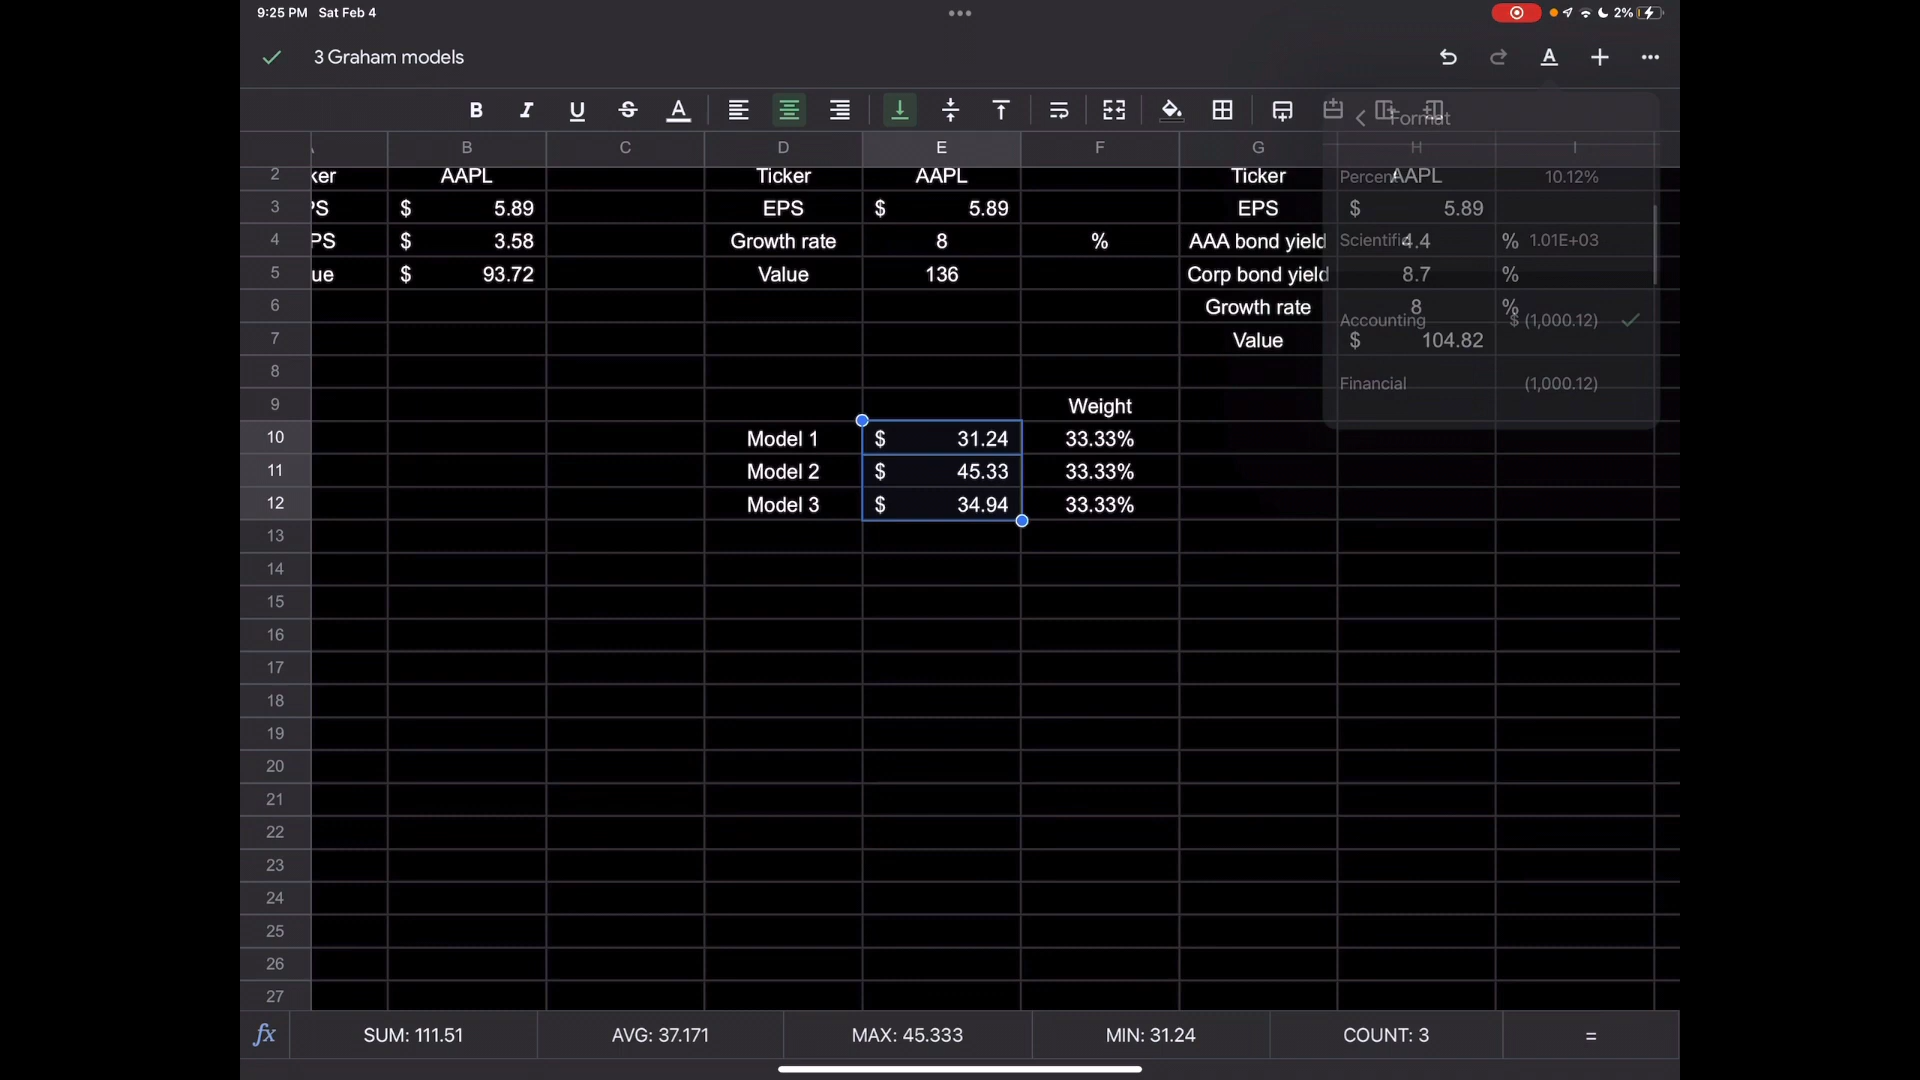 9:25 PM Sat Feb 4
2%
3 Graham models
B I U S A
Format
B C D E F G H I
2 ker AAPL Ticker AAPL Ticker AAPL
Percent 10.12%
3 PS $ 5.89 EPS $ 5.89 EPS $ 5.89
4 PS $ 3.58 Growth rate 8 % AAA bond yield 4.4 %
Scientific 1.01E+03
5 ue $ 93.72 Value 136 Corp bond yield 8.7 %
6 Growth rate 8 %
Accounting $ (1,000.12)
7 Value $ 104.82
8
Financial (1,000.12)
9 Weight
10 Model 1 $ 31.24 33.33%
11 Model 2 $ 45.33 33.33%
12 Model 3 $ 34.94 33.33%
13
14
15
16
17
18
19
20
21
22
23
24
25
26
27
fx SUM: 111.51 AVG: 37.171 MAX: 45.333 MIN: 31.24 COUNT: 3 =